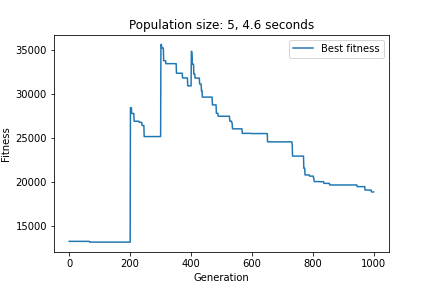 Population size: 5, 4.6 seconds
Best fitness
35000
30000
25000
20000
15000
Fitness
0 200 400 600 800 1000
Generation